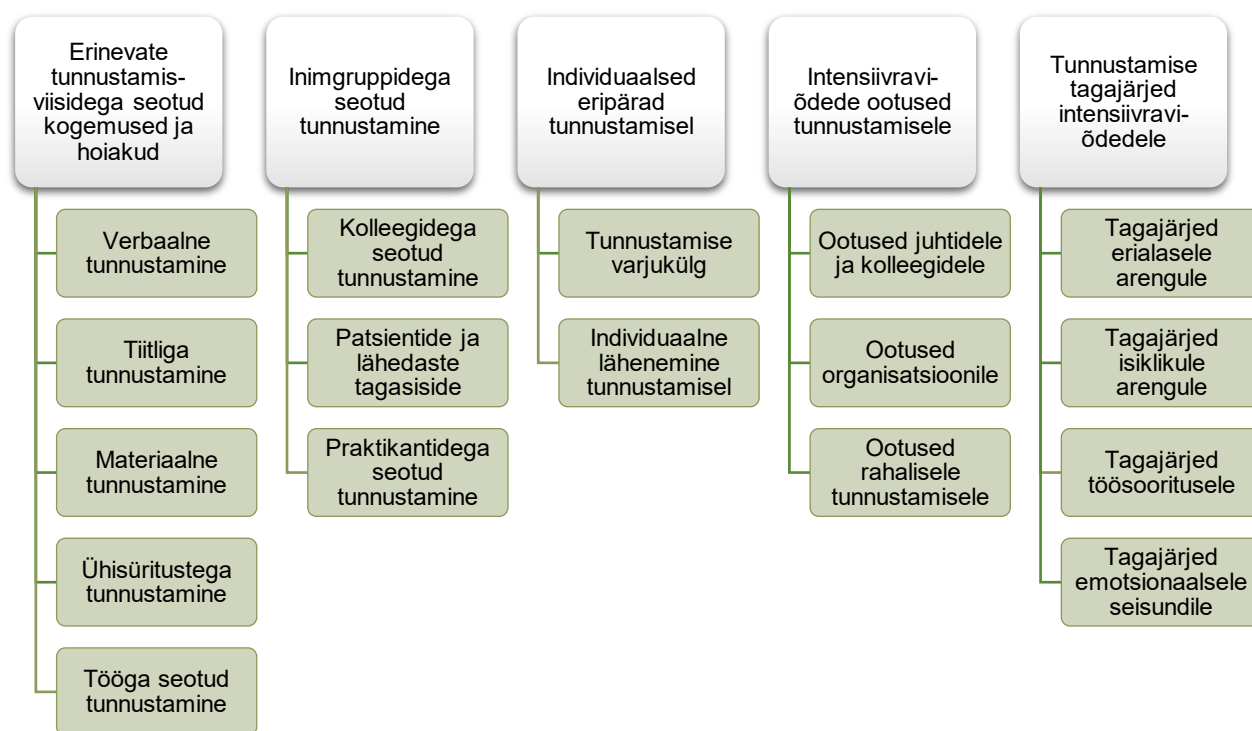 Erinevate
tunnustamis-
viisidega seotud
kogemused ja
hoiakud
Verbaalne
tunnustamine
Tiitliga
tunnustamine
Materiaalne
tunnustamine
Ühisüritustega
tunnustamine
Tööga seotud
tunnustamine
Inimgruppidega
seotud
tunnustamine
Kolleegidega
seotud
tunnustamine
Patsientide ja
lähedaste
tagasiside
Praktikantidega
seotud
tunnustamine
Individuaalsed
eripärad
tunnustamisel
Tunnustamise
varjukülg
Individuaalne
lähenemine
tunnustamisel
Intensiivravi-
õdede ootused
tunnustamisele
Ootused juhtidele
ja kolleegidele
Ootused
organisatsioonile
Ootused
rahalisele
tunnustamisele
Tunnustamise
tagajärjed
intensiivravi-
õdedele
Tagajärjed
erialasele
arengule
Tagajärjed
isiklikule
arengule
Tagajärjed
töösooritusele
Tagajärjed
emotsionaalsele
seisundile